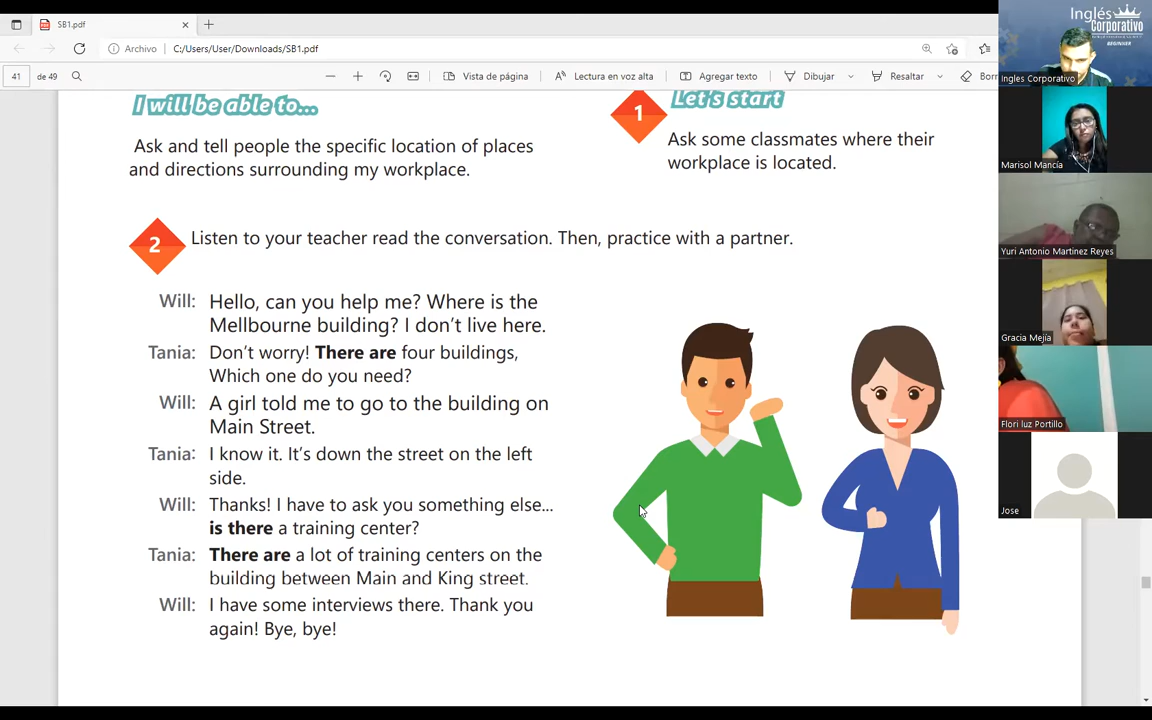 SB1.pdf
Archivo
C:/Users/User/Downloads/SB1.pdf
41 de 49
Vista de página
Lectura en voz alta
Agregar texto
Dibujar
Resaltar
Borr
I will be able to...
Ask and tell people the specific location of places
and directions surrounding my workplace.
1
Let's start
Ask some classmates where their
workplace is located.
2
Listen to your teacher read the conversation. Then, practice with a partner.
Will: Hello, can you help me? Where is the
Mellbourne building? I don't live here.
Tania: Don't worry! There are four buildings,
Which one do you need?
Will: A girl told me to go to the building on
Main Street.
Tania: I know it. It's down the street on the left
side.
Will: Thanks! I have to ask you something else...
is there a training center?
Tania: There are a lot of training centers on the
building between Main and King street.
Will: I have some interviews there. Thank you
again! Bye, bye!
Inglés
Corporativo
BEGINNER
Ingles Corporativo
Marisol Mancía
Yuri Antonio Martinez Reyes
Gracia Mejía
Flori luz Portillo
Jose